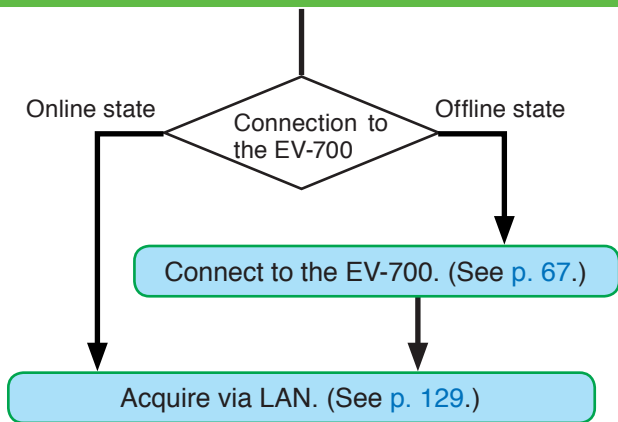 Online state
Offline state
Connection to
the EV-700
Connect to the EV-700. (See p. 67.)
Acquire via LAN. (See p. 129.)